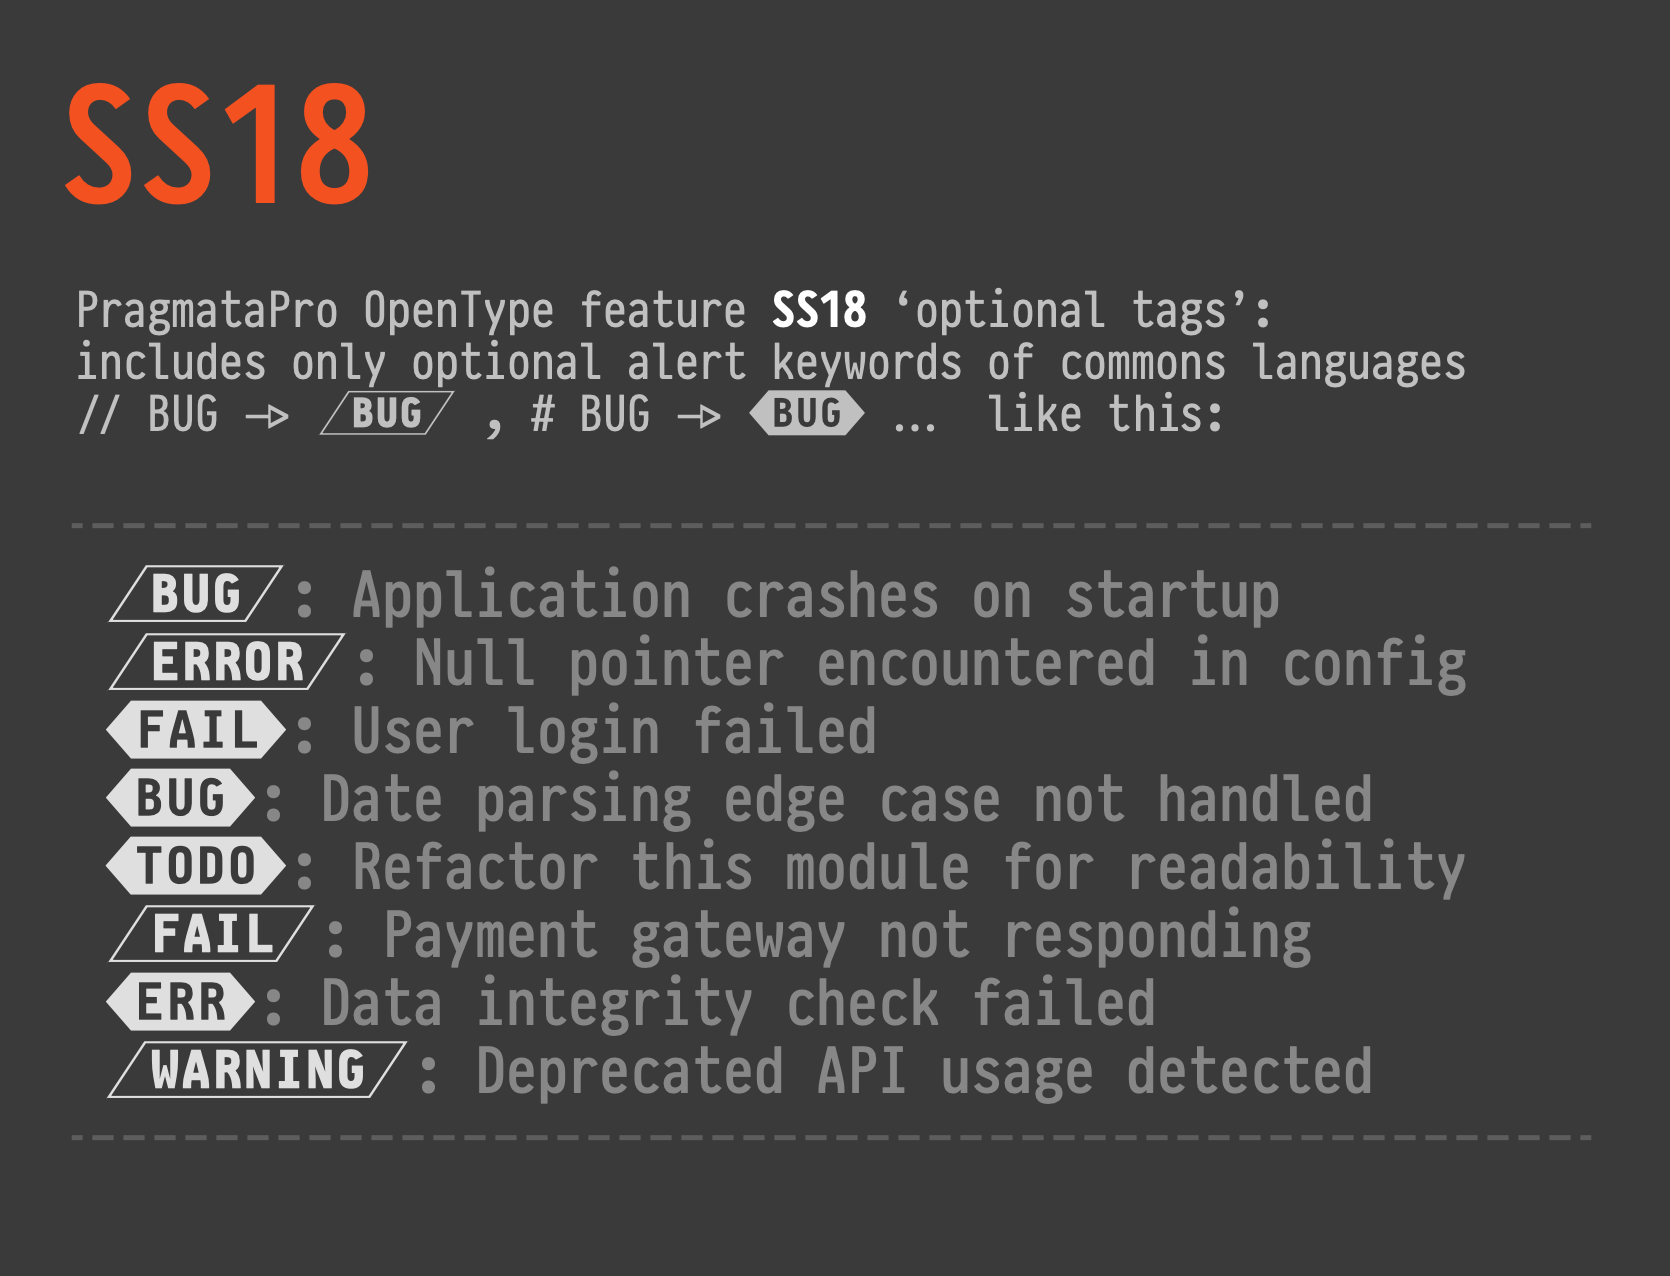 SS18
PragmataPro OpenType feature SS18 ‘optional tags’:
includes only optional alert keywords of commons languages
// BUG —▷ BUG , # BUG —▷ BUG … like this:
BUG : Application crashes on startup
ERROR : Null pointer encountered in config
FAIL : User login failed
BUG : Date parsing edge case not handled
TODO : Refactor this module for readability
FAIL : Payment gateway not responding
ERR : Data integrity check failed
WARNING : Deprecated API usage detected